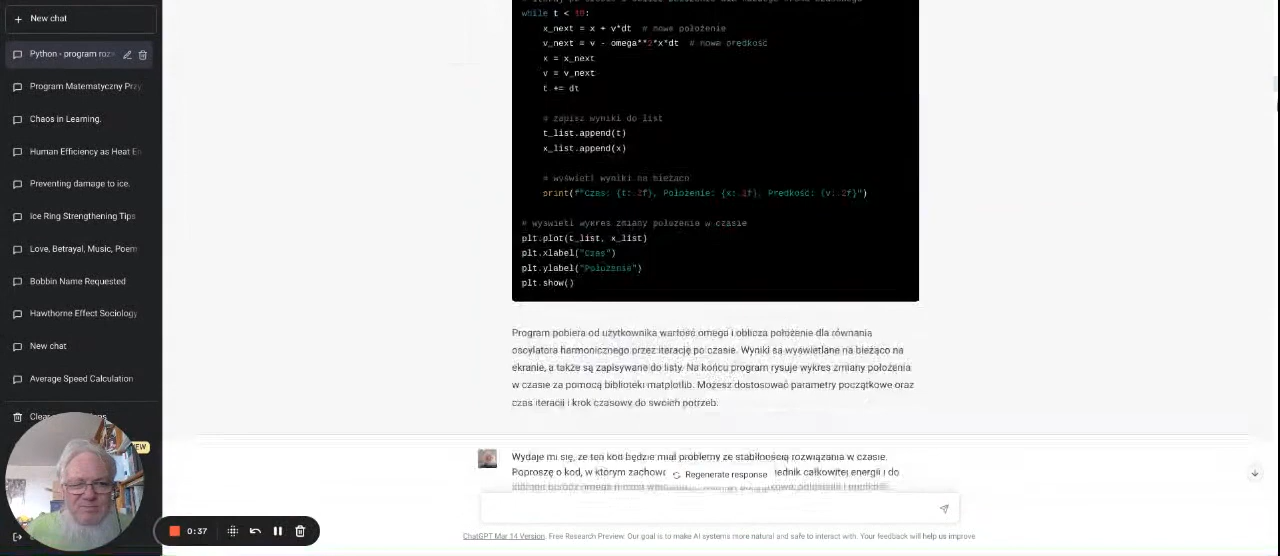 New chat
Python - program roz
Program Matematyczny Przy
Chaos in Learning.
Human Efficiency as Heat En
Preventing damage to ice.
Ice Ring Strengthening Tips
Love, Betrayal, Music, Poem
Bobbin Name Requested
Hawthorne Effect Sociology
New chat
Average Speed Calculation
Clear
NEW
0:37
while t < 10:
x_next = x + v*dt # nowe położenie
v_next = v - omega**2*x*dt # nowa prędkość
x = x_next
v = v_next
t += dt
# zapisz wyniki do list
t_list.append(t)
x_list.append(x)
# wyświetl wyniki na bieżąco
print(f"Czas: {t:.2f}, Położenie: {x:.2f}, Prędkość: {v:.2f}")
# wyświetl wykres zmiany położenia w czasie
plt.plot(t_list, x_list)
plt.xlabel("Czas")
plt.ylabel("Położenie")
plt.show()
Program pobiera od użytkownika wartość omega i oblicza położenie dla równania
oscylatora harmonicznego przez iterację po czasie. Wyniki są wyświetlane na bieżąco na
ekranie, a także są zapisywane do listy. Na końcu program rysuje wykres zmiany położenia
w czasie za pomocą biblioteki matplotlib. Możesz dostosować parametry początkowe oraz
czas iteracji i krok czasowy do swoich potrzeb.
Wydaje mi się, że ten kod będzie miał problemy ze stabilnością rozwiązania w czasie.
Poproszę o kod, w którym całkowitej energii i do
Regenerate response
ChatGPT Mar 14 Version. Free Research Preview. Our goal is to make AI systems more natural and safe to interact with. Your feedback will help us improve